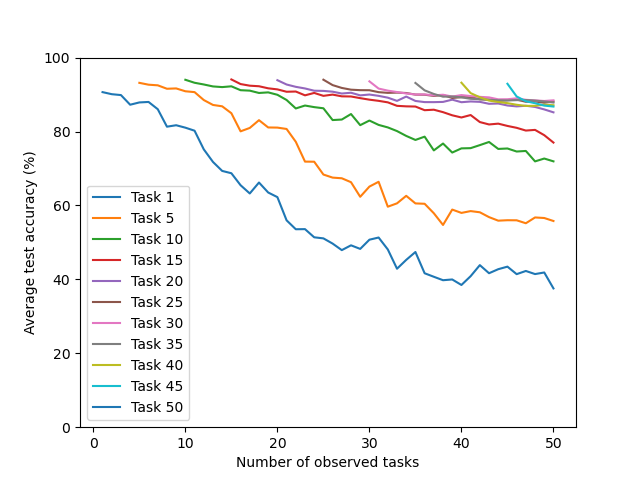 100
80
60
40
20
0
Average test accuracy (%)
Task 1
Task 5
Task 10
Task 15
Task 20
Task 25
Task 30
Task 35
Task 40
Task 45
Task 50
0 10 20 30 40 50
Number of observed tasks